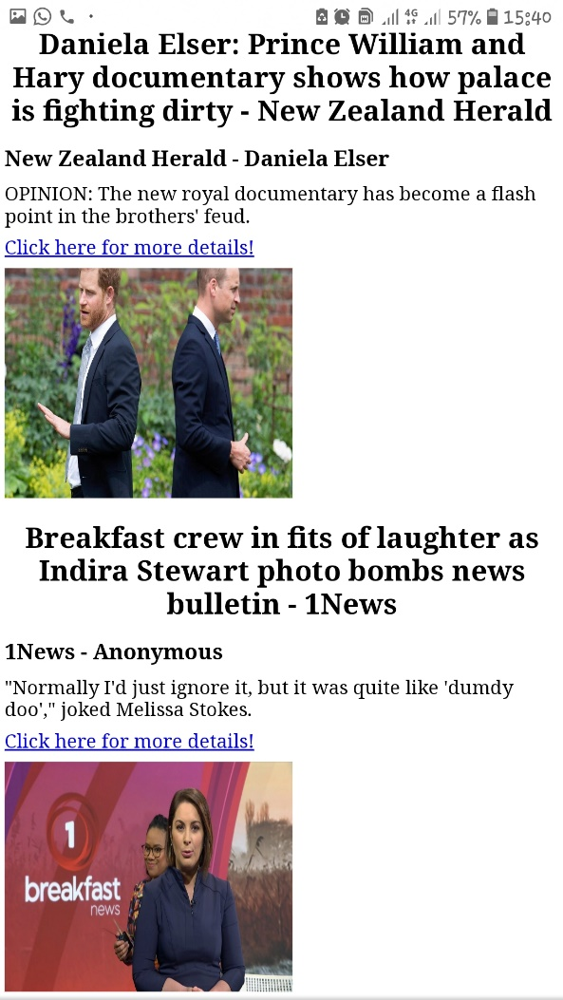 4G 57% 15:40
Daniela Elser: Prince William and
Hary documentary shows how palace
is fighting dirty - New Zealand Herald
New Zealand Herald - Daniela Elser
OPINION: The new royal documentary has become a flash
point in the brothers' feud.
Click here for more details!
Breakfast crew in fits of laughter as
Indira Stewart photo bombs news
bulletin - 1News
1News - Anonymous
"Normally I'd just ignore it, but it was quite like 'dumdy
doo'," joked Melissa Stokes.
Click here for more details!
1
breakfast
news